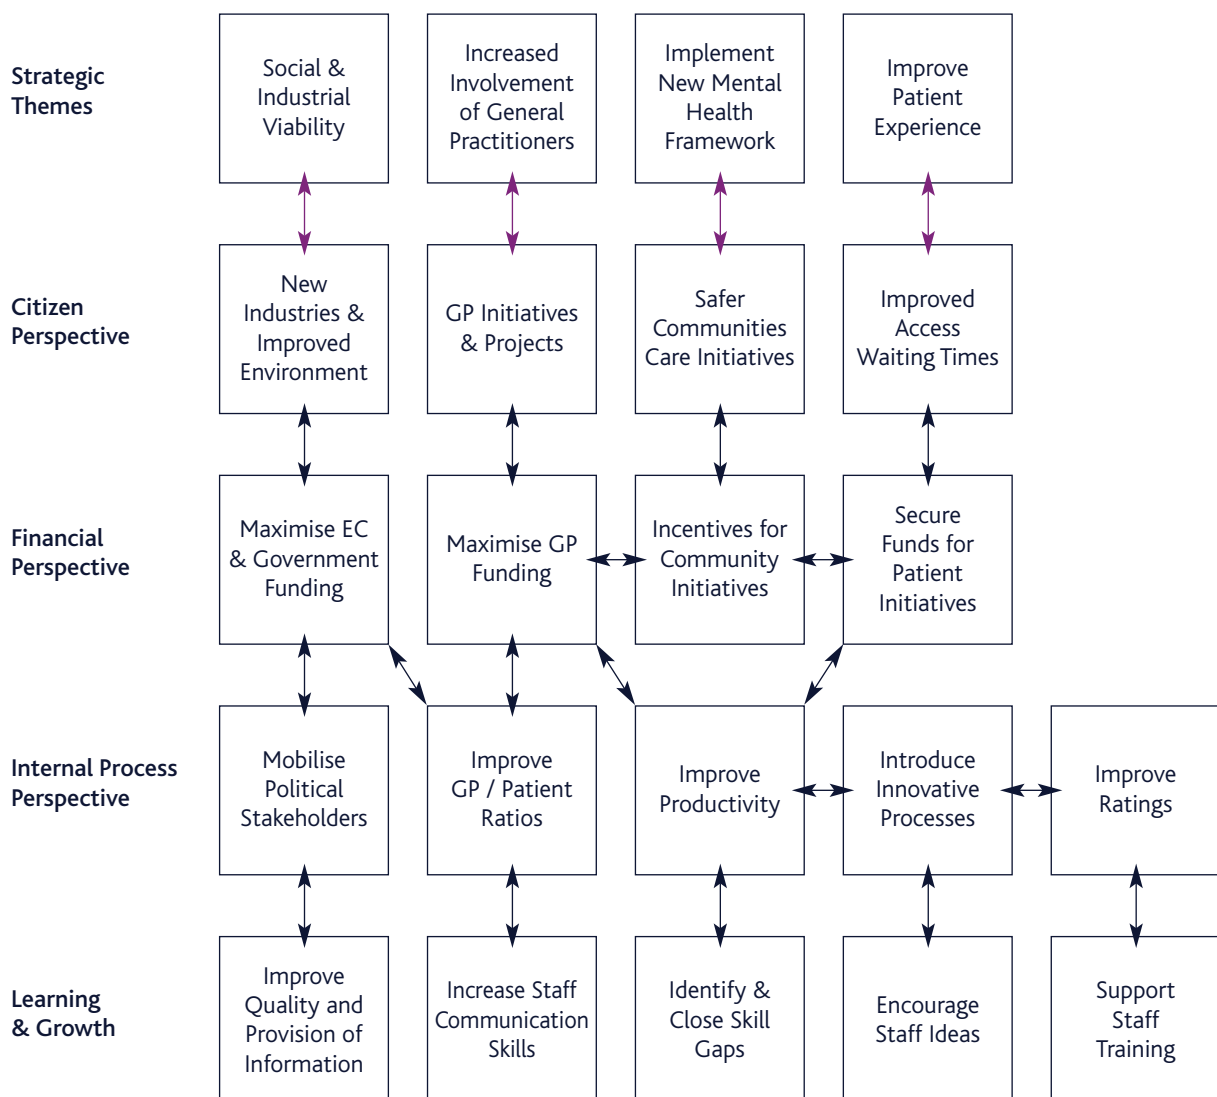 Strategic
Themes
Social &
Industrial
Viability
Increased
Involvement
of General
Practitioners
Implement
New Mental
Health
Framework
Improve
Patient
Experience
Citizen
Perspective
New
Industries &
Improved
Environment
GP Initiatives
& Projects
Safer
Communities
Care Initiatives
Improved
Access
Waiting Times
Financial
Perspective
Maximise EC
& Government
Funding
Maximise GP
Funding
Incentives for
Community
Initiatives
Secure
Funds for
Patient
Initiatives
Internal Process
Perspective
Mobilise
Political
Stakeholders
Improve
GP / Patient
Ratios
Improve
Productivity
Introduce
Innovative
Processes
Improve
Ratings
Learning
& Growth
Improve
Quality and
Provision of
Information
Increase Staff
Communication
Skills
Identify &
Close Skill
Gaps
Encourage
Staff Ideas
Support
Staff
Training